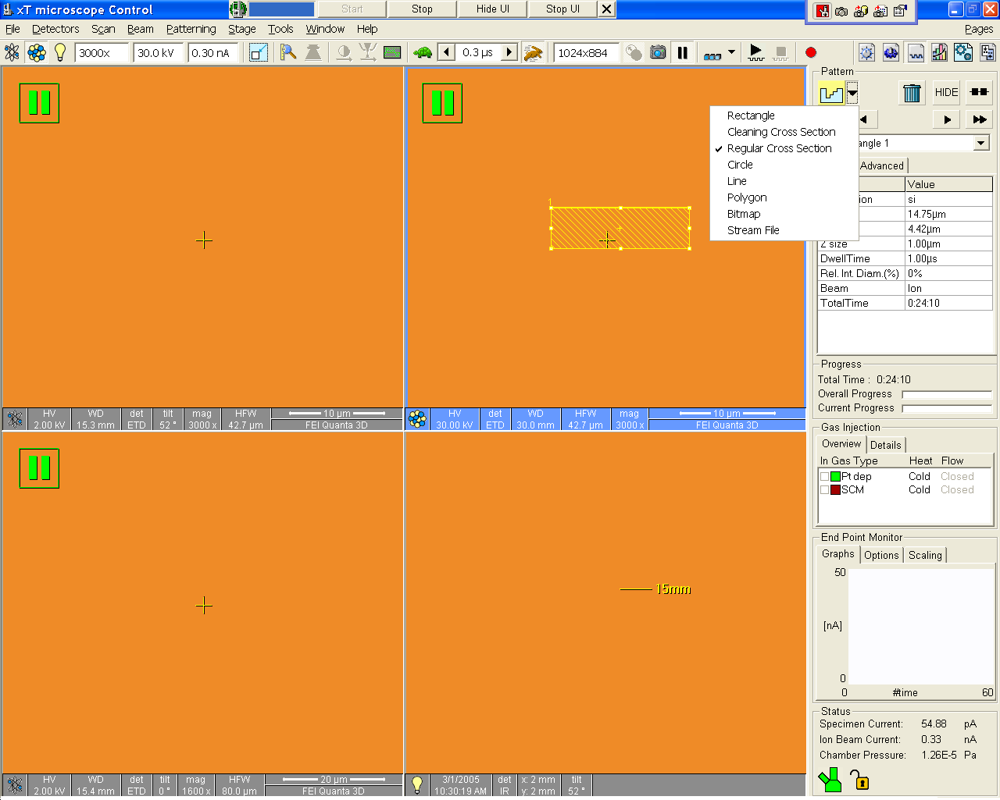 xT microscope Control
Start Stop Hide UI Stop UI
File Detectors Scan Beam Patterning Stage Tools Window Help Pages
3000x 30.0 kV 0.30 nA 0.3 µs 1024x884
Pattern
HIDE
Rectangle
Cleaning Cross Section
Regular Cross Section
Circle
Line
Polygon
Bitmap
Stream File
angle 1
Advanced
Value
ion si
14.75µm
4.42µm
Z size 1.00µm
DwellTime 1.00µs
Rel. Int. Diam.(%) 0%
Beam Ion
TotalTime 0:24:10
1
Progress
Total Time : 0:24:10
Overall Progress
Current Progress
HV WD det tilt mag HFW 10 µm
2.00 kV 15.3 mm ETD 52 ° 3000 x 42.7 µm FEI Quanta 3D
HV det WD HFW mag 10 µm
30.00 kV ETD 30.0 mm 42.7 µm 3000 x FEI Quanta 3D
Gas Injection
Overview Details
In Gas Type Heat Flow
Pt dep Cold Closed
SCM Cold Closed
End Point Monitor
Graphs Options Scaling
50
[nA]
0
0 #time 60
15mm
Status
Specimen Current: 54.88 pA
Ion Beam Current: 0.33 nA
Chamber Pressure: 1.26E-5 Pa
HV WD det tilt mag HFW 20 µm
2.00 kV 15.4 mm ETD 0 ° 1600 x 80.0 µm FEI Quanta 3D
3/1/2005 det x: 2 mm tilt
10:30:19 AM IR y: 2 mm 52 °